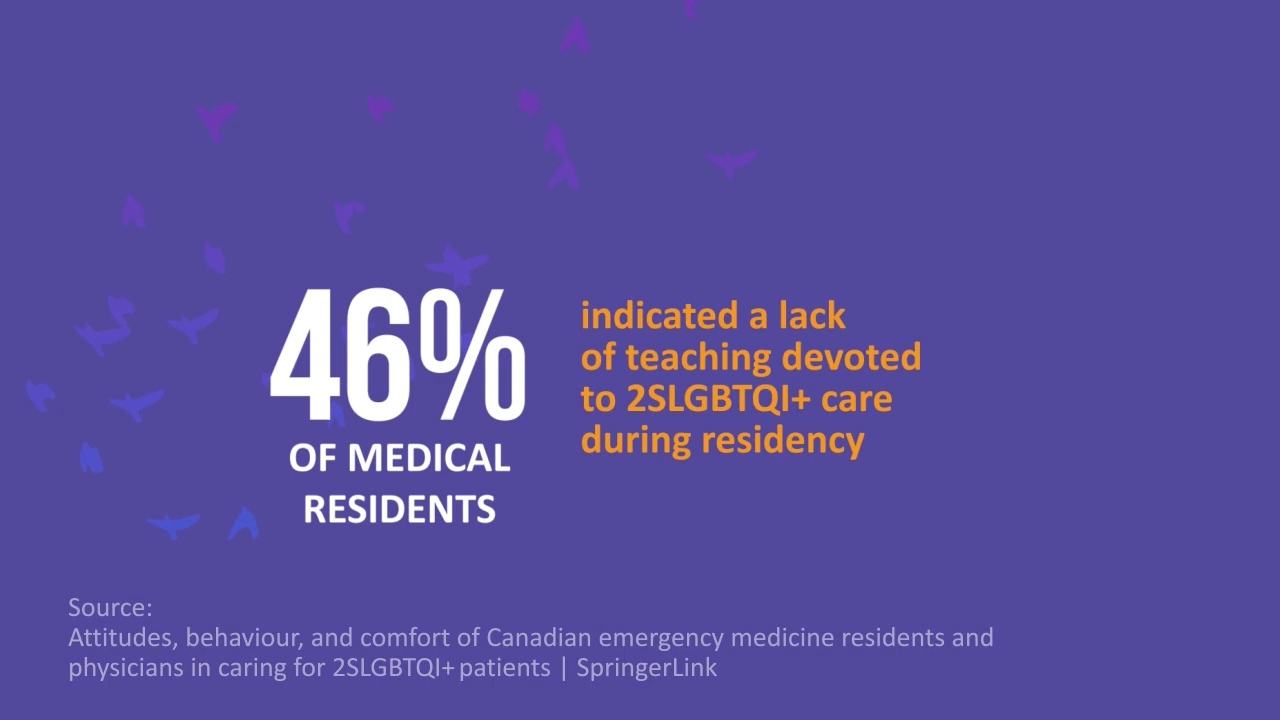 46%
OF MEDICAL
RESIDENTS
indicated a lack
of teaching devoted
to 2SLGBTQI+ care
during residency
Source:
Attitudes, behaviour, and comfort of Canadian emergency medicine residents and
physicians in caring for 2SLGBTQI+ patients | SpringerLink